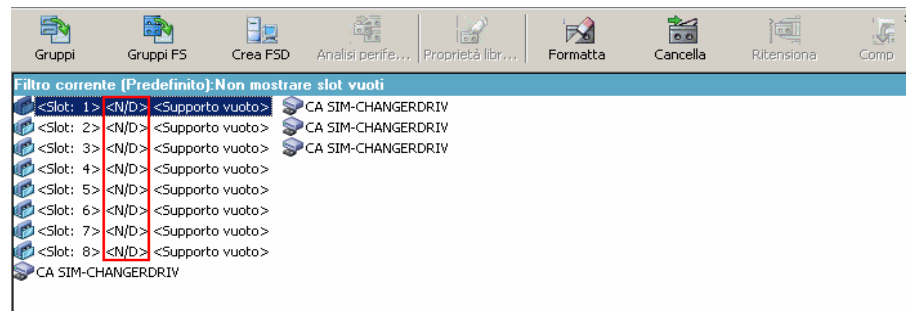 Gruppi Gruppi FS Crea FSD Analisi perife... Proprietà libr... Formatta Cancella Ritensiona Comp
Filtro corrente (Predefinito):Non mostrare slot vuoti
<Slot: 1> <N/D> <Supporto vuoto> CA SIM-CHANGERDRIV
<Slot: 2> <N/D> <Supporto vuoto> CA SIM-CHANGERDRIV
<Slot: 3> <N/D> <Supporto vuoto> CA SIM-CHANGERDRIV
<Slot: 4> <N/D> <Supporto vuoto>
<Slot: 5> <N/D> <Supporto vuoto>
<Slot: 6> <N/D> <Supporto vuoto>
<Slot: 7> <N/D> <Supporto vuoto>
<Slot: 8> <N/D> <Supporto vuoto>
CA SIM-CHANGERDRIV